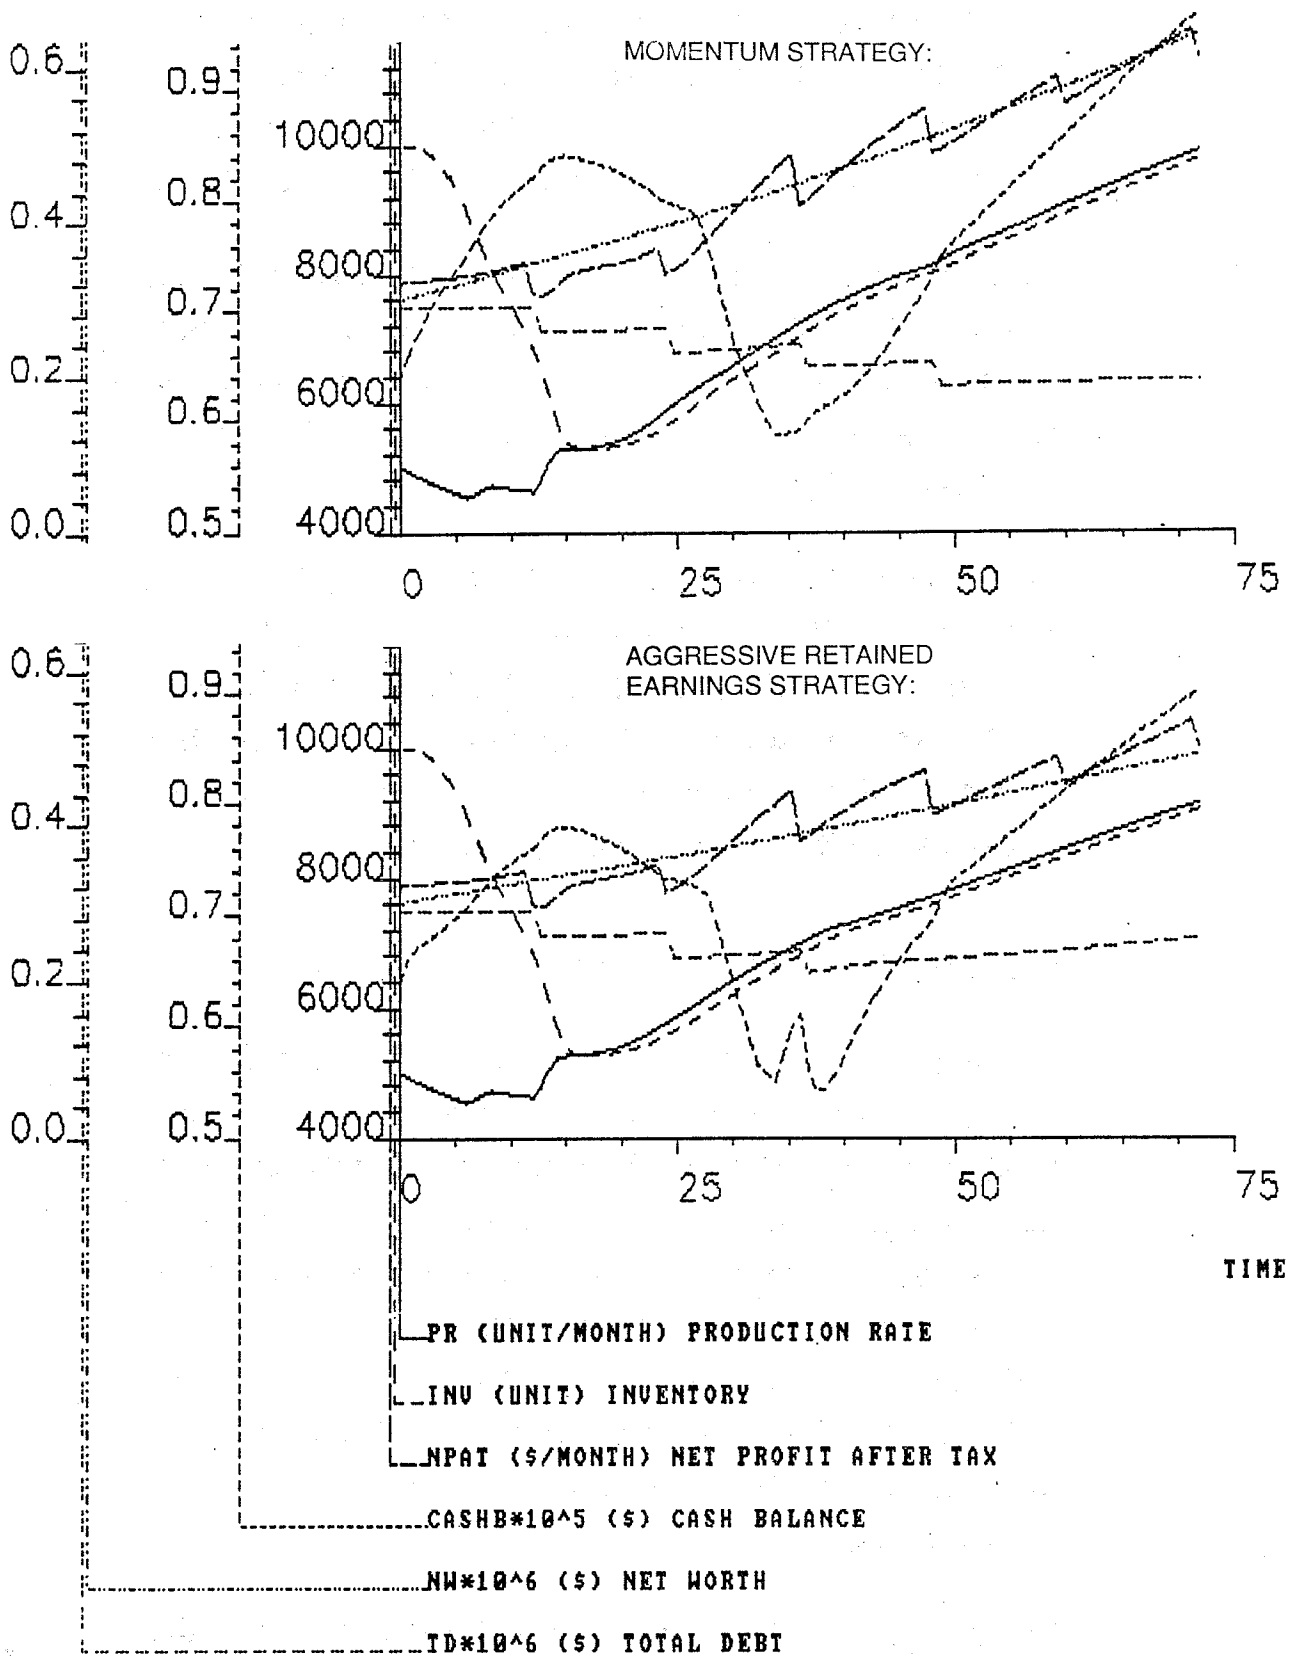 MOMENTUM STRATEGY:
0.6 0.9 10000
0.4 0.8 8000
0.7
0.2 0.6 6000
0.0 0.5 4000
0 25 50 75
AGGRESSIVE RETAINED
EARNINGS STRATEGY:
0.6 0.9 10000
0.4 0.8 8000
0.7
0.2 0.6 6000
0.0 0.5 4000
0 25 50 75
TIME
PR (UNIT/MONTH) PRODUCTION RATE
INV (UNIT) INVENTORY
NPAT ($/MONTH) NET PROFIT AFTER TAX
CASHB*10^5 ($) CASH BALANCE
NW*10^6 ($) NET WORTH
TD*10^6 ($) TOTAL DEBT